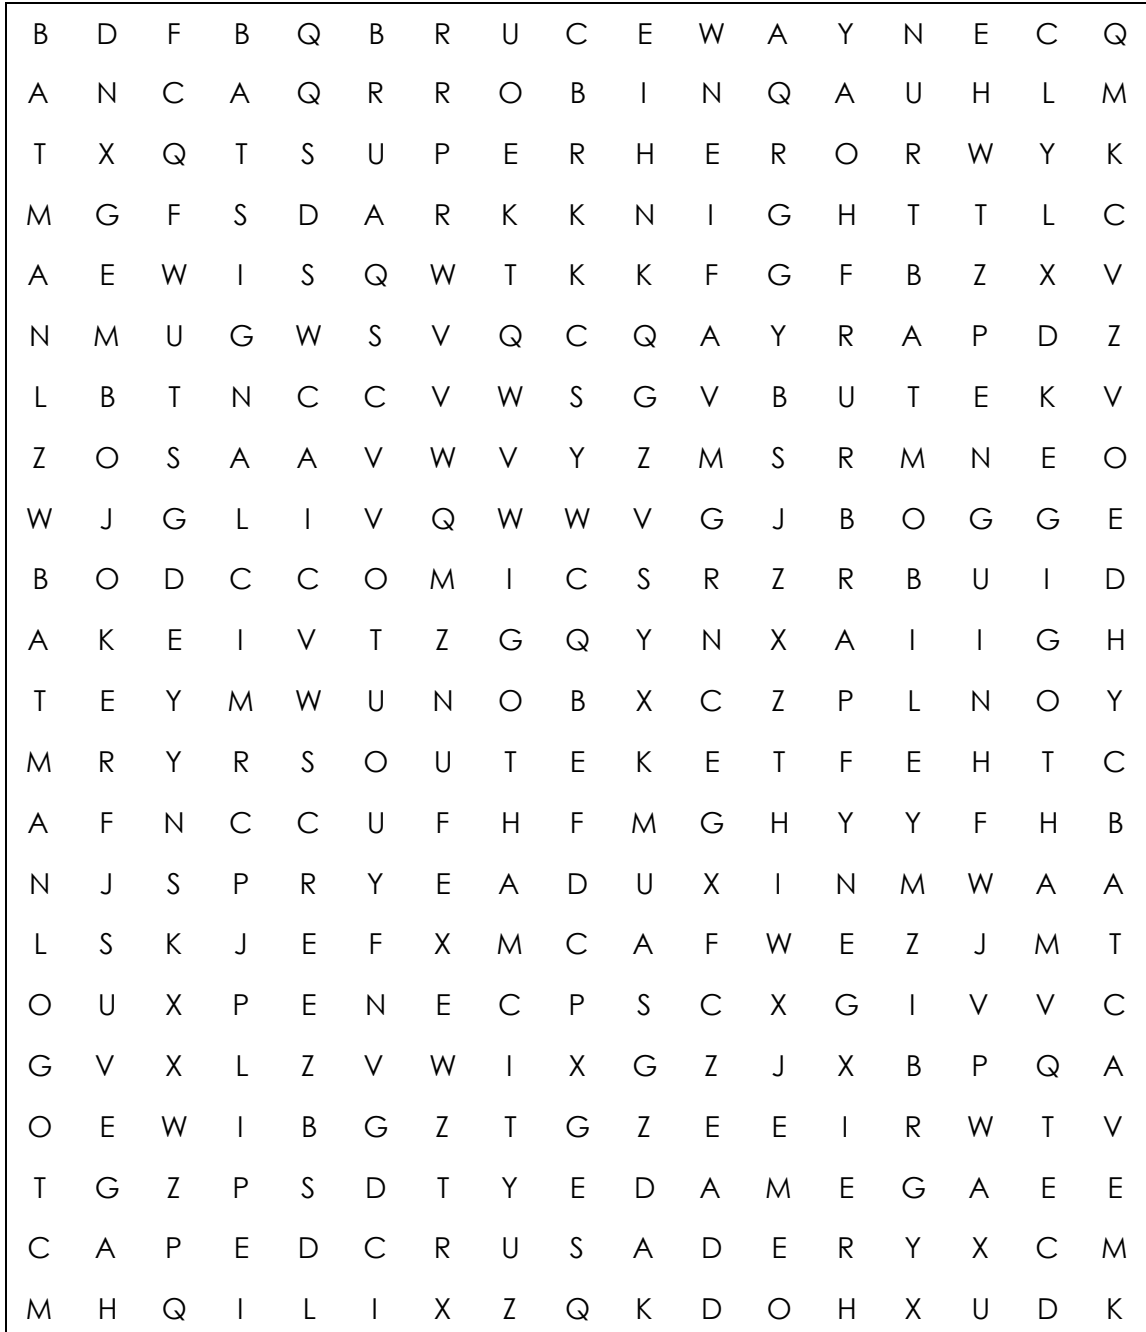 B D F B Q B R U C E W A Y N E C Q
A N C A Q R R O B I N Q A U H L M
T X Q T S U P E R H E R O R W Y K
M G F S D A R K K N I G H T T L C
A E W I S Q W T K K F G F B Z X V
N M U G W S V Q C Q A Y R A P D Z
L B T N C C V W S G V B U T E K V
Z O S A A V W V Y Z M S R M N E O
W J G L I V Q W W V G J B O G G E
B O D C C O M I C S R Z R B U I D
A K E I V T Z G Q Y N X A I I G H
T E Y M W U N O B X C Z P L N O Y
M R Y R S O U T E K E T F E H T C
A F N C C U F H F M G H Y Y F H B
N J S P R Y E A D U X I N M W A A
L S K J E F X M C A F W E Z J M T
O U X P E N E C P S C X G I V V C
G V X L Z V W I X G Z J X B P Q A
O E W I B G Z T G Z E E I R W T V
T G Z P S D T Y E D A M E G A E E
C A P E D C R U S A D E R Y X C M
M H Q I L I X Z Q K D O H X U D K